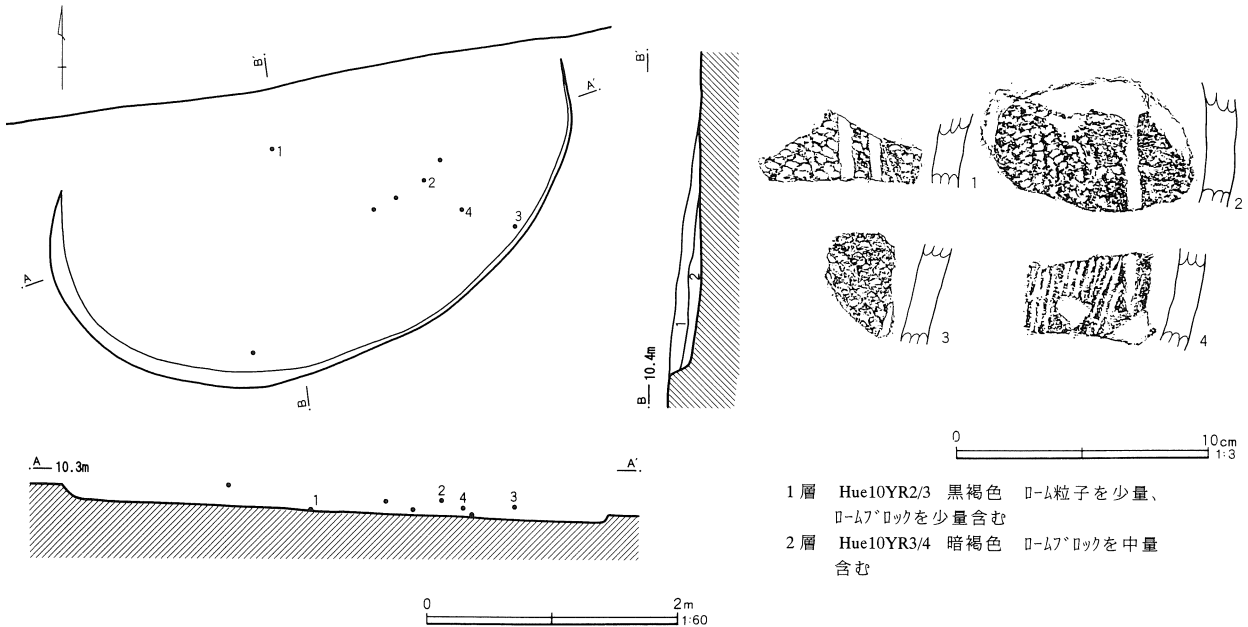 B'
A'
1
2
4
3
A
B
B'
1
2
B 10.4m
1
2
3
4
A 10.3m A'
1 2 4 3
0 2m
1:60
0 10cm
1:3
1層 Hue10YR2/3 黒褐色 ﾛｰﾑ粒子を少量、
ﾛｰﾑﾌﾞﾛｯｸを少量含む
2層 Hue10YR3/4 暗褐色 ﾛｰﾑﾌﾞﾛｯｸを中量
含む